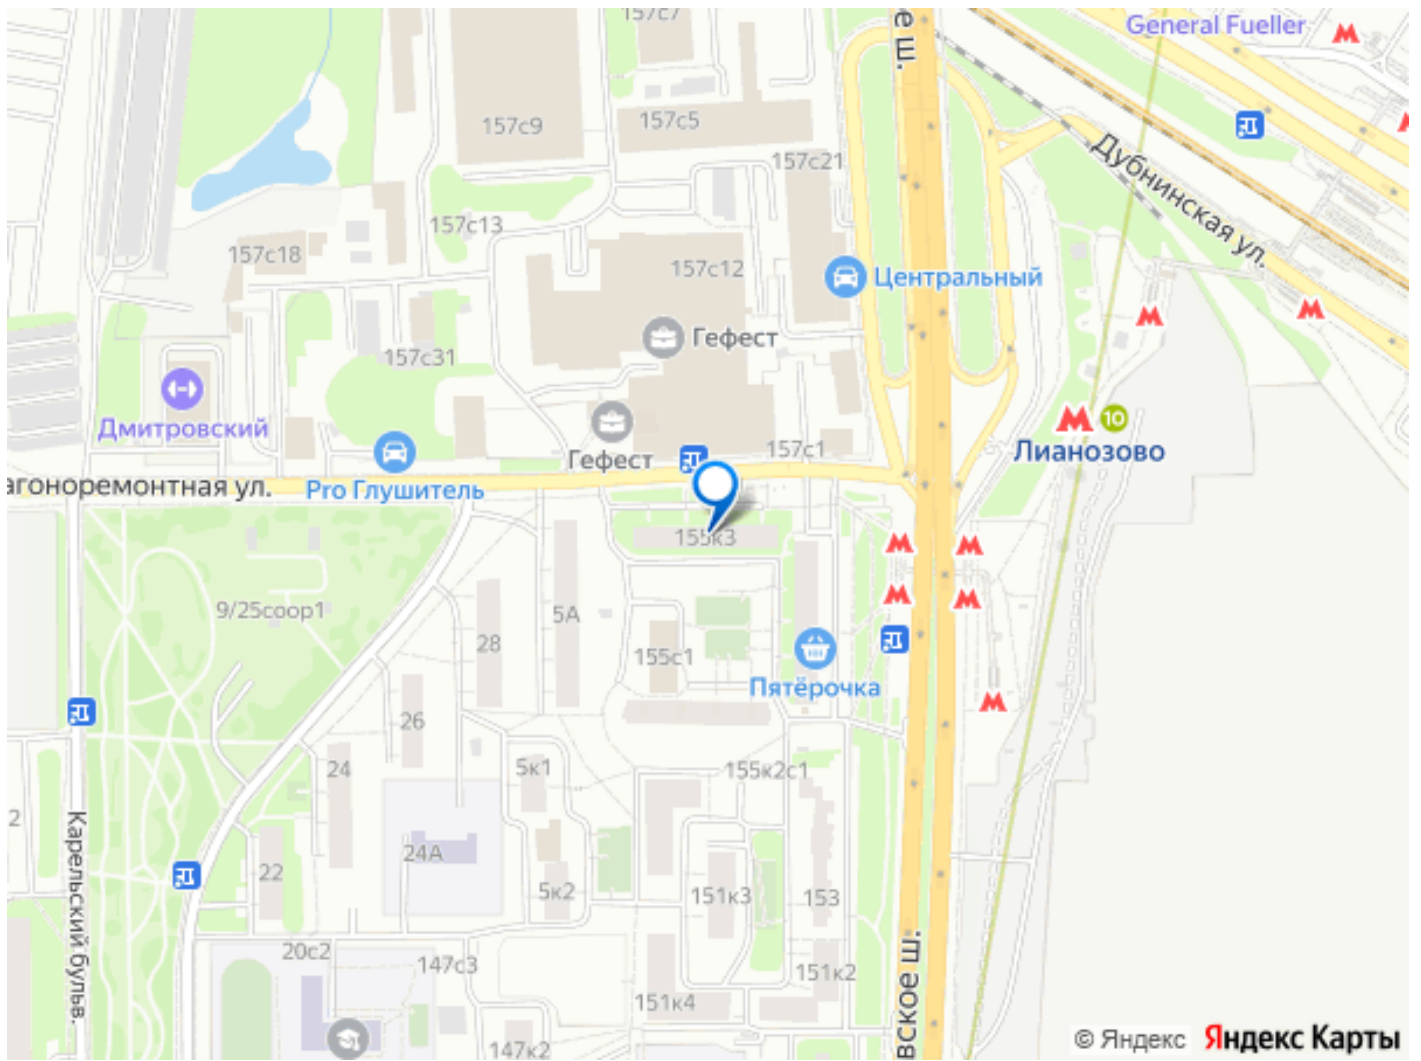 157с7
е ш.
General Fueller
157с9
157с5
157с21
Дубнинская ул.
157с13
157с18
157с12
Центральный
Гефест
157с31
Дмитровский
10
Лианозово
Гефест
157с1
агоноремонтная ул.
Pro Глушитель
155к3
9/25соор1
5А
28
155с1
Пятёрочка
26
24
5к1
155к2с1
2
Карельский бульв.
24А
22
5к2
151к3
153
20с2
147с3
151к2
151к4
вское ш.
147к2
© Яндекс Яндекс Карты